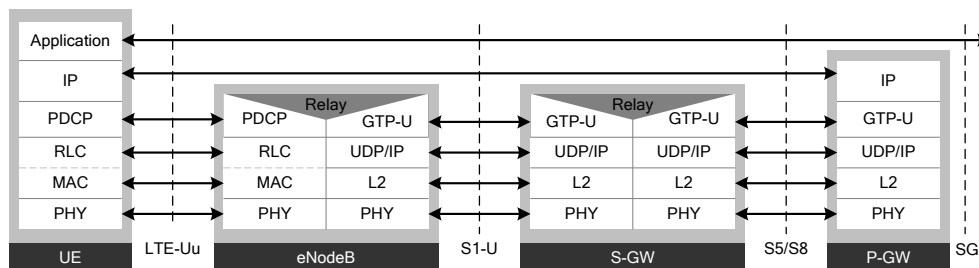 Application
IP IP
Relay Relay
PDCP PDCP GTP-U GTP-U GTP-U GTP-U
RLC RLC UDP/IP UDP/IP UDP/IP UDP/IP
MAC MAC L2 L2 L2 L2
PHY PHY PHY PHY PHY PHY
LTE-Uu S1-U S5/S8 SG
UE eNodeB S-GW P-GW